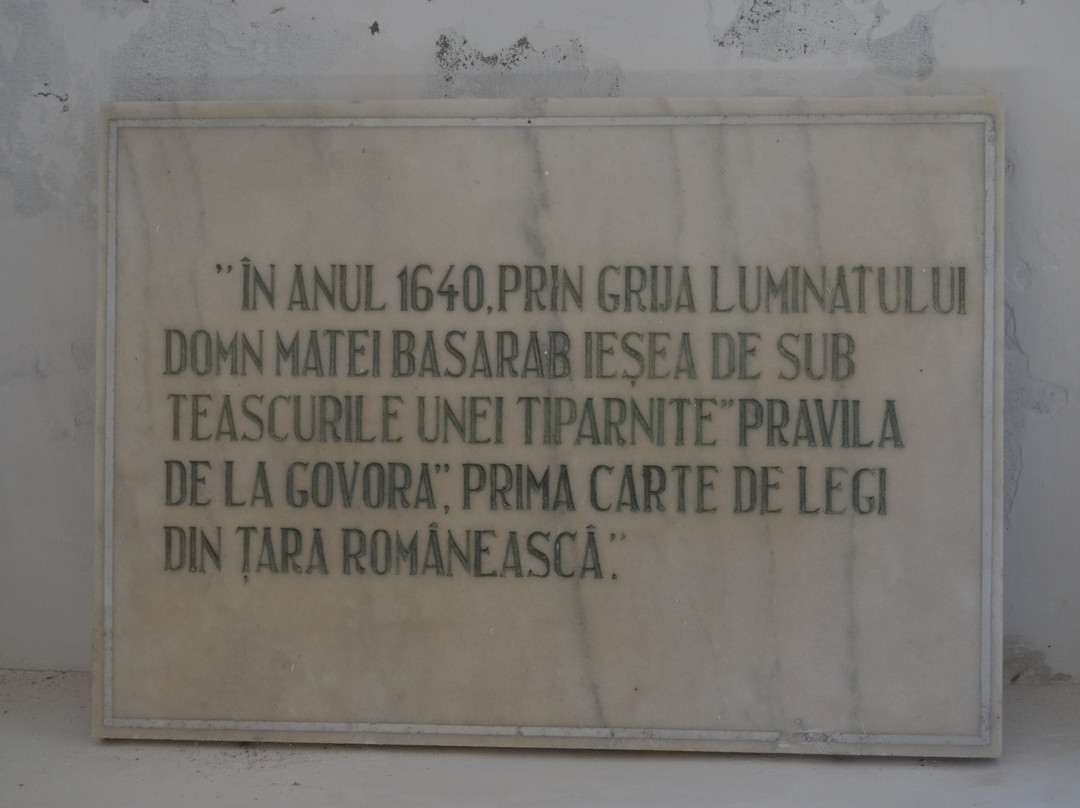 "ÎN ANUL 1640, PRIN GRIJA LUMINATULUI
DOMN MATEI BASARAB IEȘEA DE SUB
TEASCURILE UNEI TIPARNITE "PRAVILA
DE LA GOVORA", PRIMA CARTE DE LEGI
DIN ȚARA ROMÂNEASCÂ".